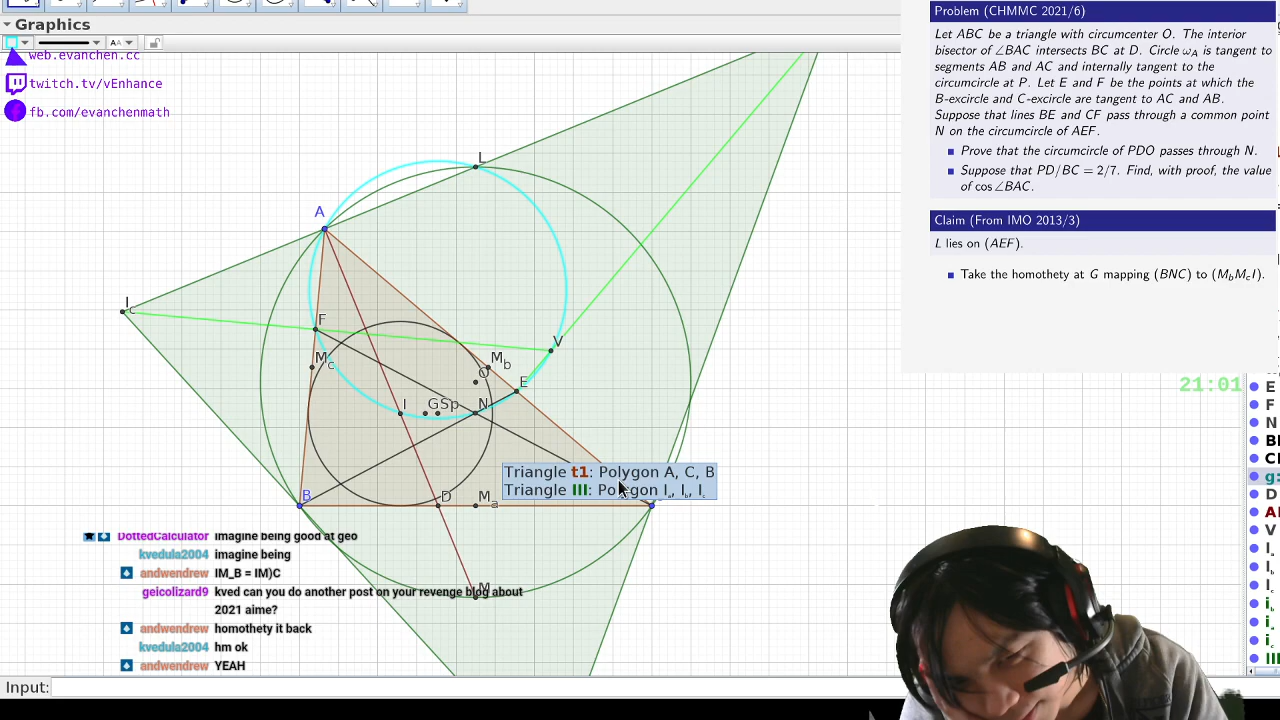 Graphics
web.evanchen.cc
twitch.tv/vEnhance
fb.com/evanchenmath
Problem (CHMMC 2021/6)
Let ABC be a triangle with circumcenter O. The interior
bisector of ∠BAC intersects BC at D. Circle ω_A is tangent to
segments AB and AC and internally tangent to the
circumcircle at P. Let E and F be the points at which the
B-excircle and C-excircle are tangent to AC and AB.
Suppose that lines BE and CF pass through a common point
N on the circumcircle of AEF.
Prove that the circumcircle of PDO passes through N.
Suppose that PD/BC = 2/7. Find, with proof, the value
of cos ∠BAC.
Claim (From IMO 2013/3)
L lies on (AEF).
Take the homothety at G mapping (BNC) to (M_bM_cI).
L
A
I_c
F
V
M_c
M_b
O
E
I
G
Sp
N
Triangle t1: Polygon A, C, B
Triangle III: Polygon I_a, I_b, I_c
B
D
M_a
M
21:01
E
F
N
D
V
III
DottedCalculator imagine being good at geo
kvedula2004 imagine being
andwendrew IM_B = IM)C
geicolizard9 kved can you do another post on your revenge blog about
2021 aime?
andwendrew homothety it back
kvedula2004 hm ok
andwendrew YEAH
Input: